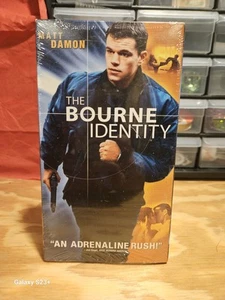 MATT
DAMON
THE
BOURNE
IDENTITY
"AN ADRENALINE RUSH!"
Galaxy S23+